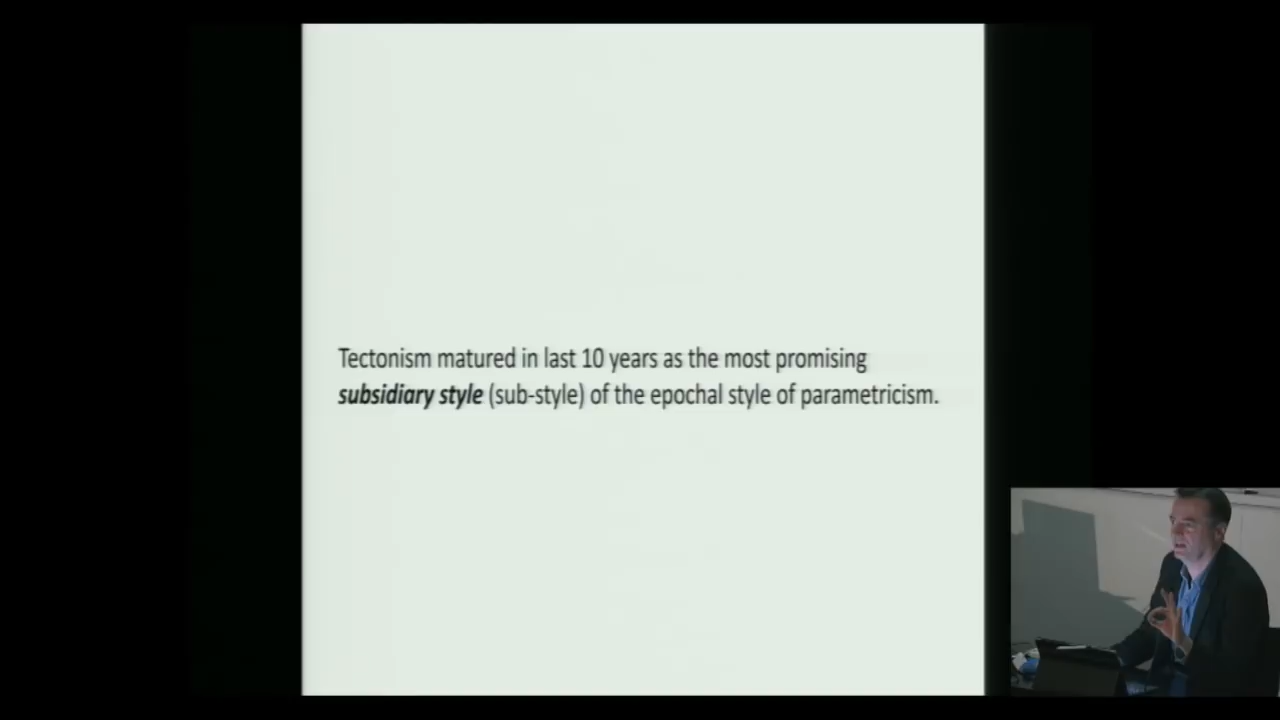 Tectonism matured in last 10 years as the most promising
subsidiary style (sub-style) of the epochal style of parametricism.